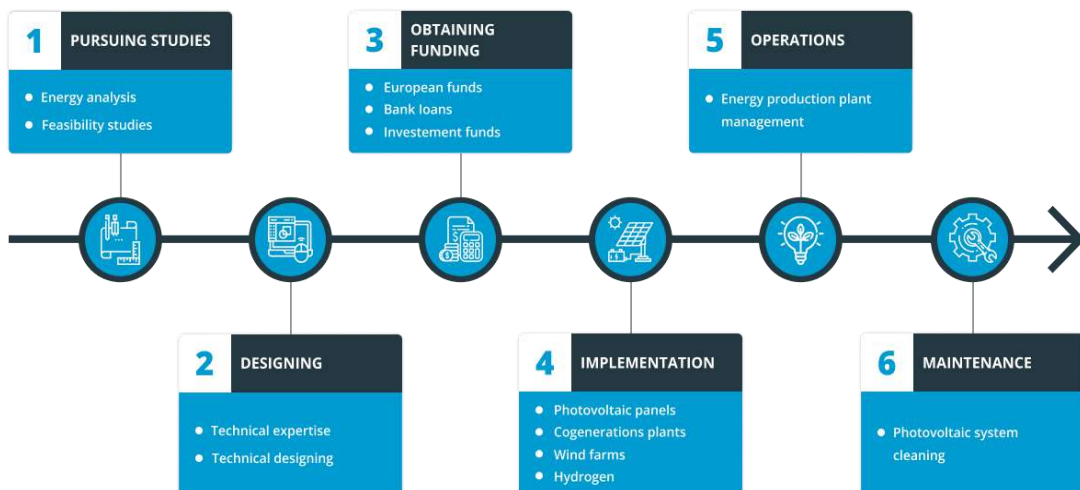 1
PURSUING STUDIES
Energy analysis
Feasibility studies
2
DESIGNING
Technical expertise
Technical designing
3
OBTAINING
FUNDING
European funds
Bank loans
Investement funds
4
IMPLEMENTATION
Photovoltaic panels
Cogenerations plants
Wind farms
Hydrogen
5
OPERATIONS
Energy production plant
management
6
MAINTENANCE
Photovoltaic system
cleaning